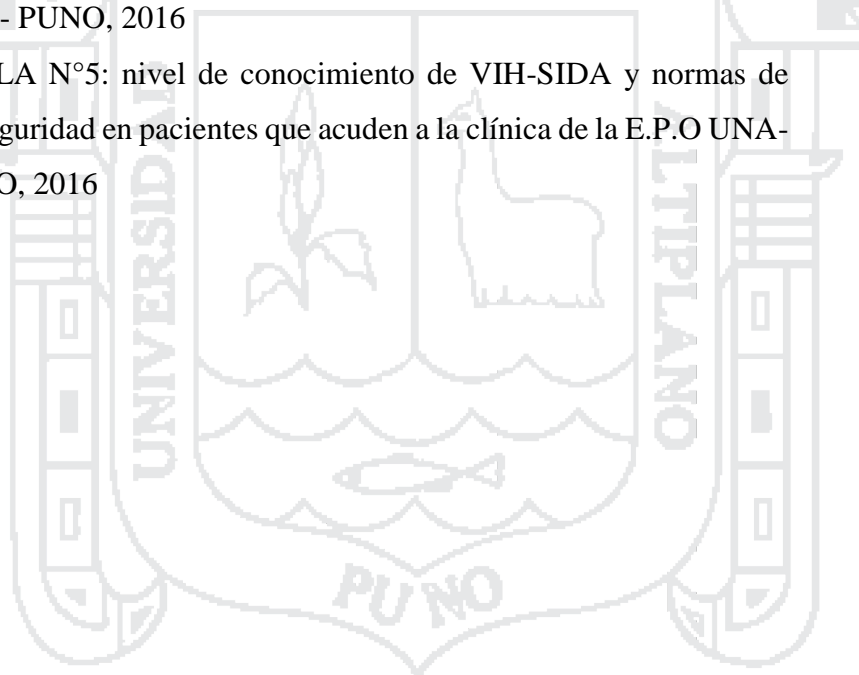 - PUNO, 2016
LA N°5: nivel de conocimiento de VIH-SIDA y normas de
guridad en pacientes que acuden a la clínica de la E.P.O UNA-
O, 2016
UNIVERSIDAD
ALTIPLANO
PUNO